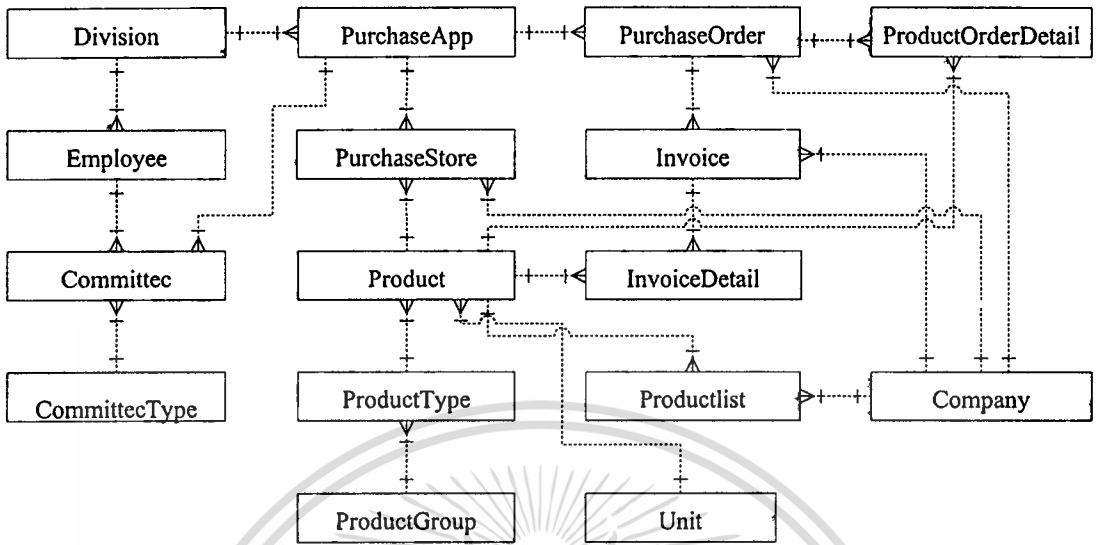 Division PurchaseApp PurchaseOrder ProductOrderDetail
Employee PurchaseStore Invoice
Committec Product InvoiceDetail
CommittecType ProductType Productlist Company
ProductGroup Unit